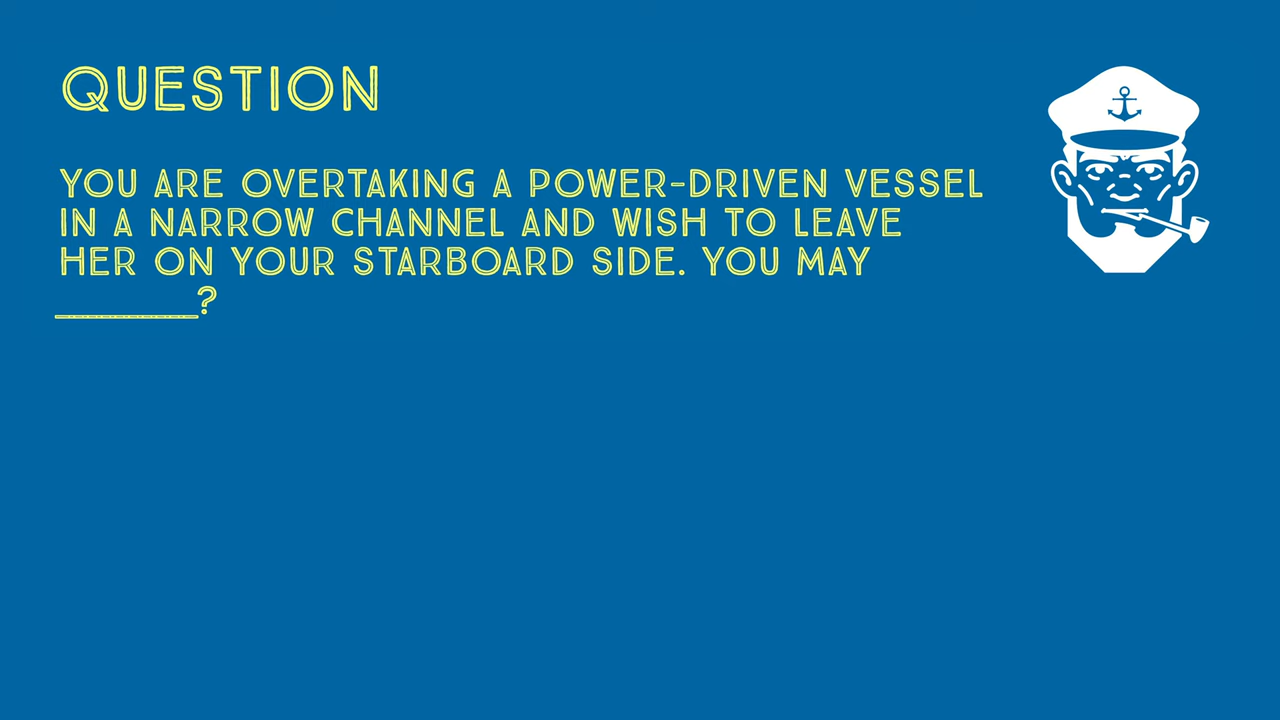 QUESTION
YOU ARE OVERTAKING A POWER-DRIVEN VESSEL
IN A NARROW CHANNEL AND WISH TO LEAVE
HER ON YOUR STARBOARD SIDE. YOU MAY
__________?